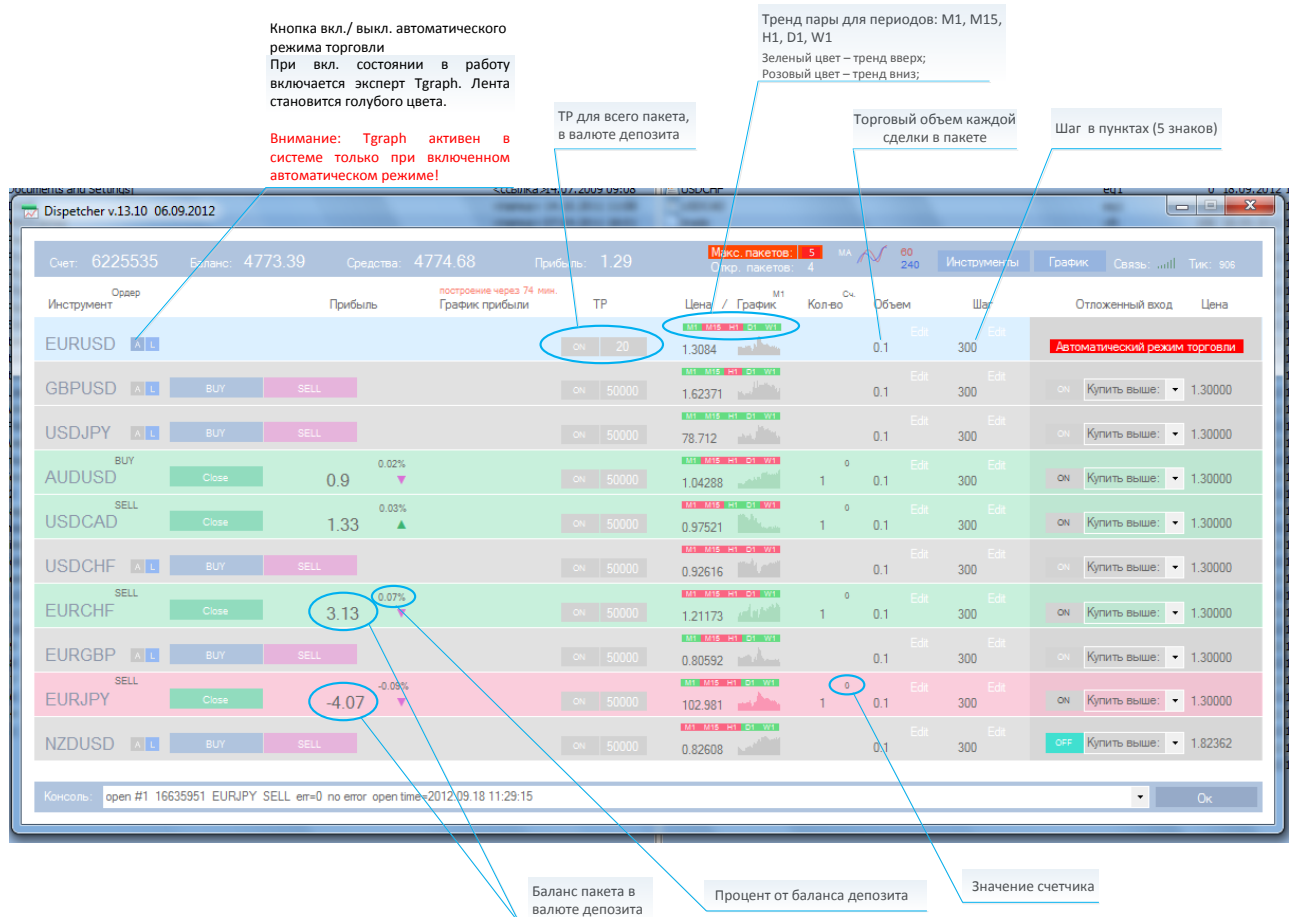 Кнопка вкл./ выкл. автоматического
режима торговли
При вкл. состоянии в работу
включается эксперт Tgraph. Лента
становится голубого цвета.
Внимание: Tgraph активен в
системе только при включенном
автоматическом режиме!
Тренд пары для периодов: M1, M15,
H1, D1, W1
Зеленый цвет – тренд вверх;
Розовый цвет – тренд вниз;
TP для всего пакета,
в валюте депозита
Торговый объем каждой
сделки в пакете
Шаг в пунктах (5 знаков)
Dispetcher v.13.10 06.09.2012
Счет: 6225535 Баланс: 4773.39 Средства: 4774.68 Прибыль: 1.29 Макс. пакетов: 5 MA 60 Инструменты График Связь: Тик: 906
Откр. пакетов: 4 240
Ордер построение через 74 мин. M1 Сч.
Инструмент Прибыль График прибыли TP Цена / График Кол-во Объем Шаг Отложенный вход Цена
M1 M15 H1 D1 W1 Edit Edit
EURUSD A L ON 20 1.3084 0.1 300 Автоматический режим торговли
M1 M15 H1 D1 W1 Edit Edit
GBPUSD A L BUY SELL ON 50000 1.62371 0.1 300 ON Купить выше: 1.30000
M1 M15 H1 D1 W1 Edit Edit
USDJPY A L BUY SELL ON 50000 78.712 0.1 300 ON Купить выше: 1.30000
BUY 0.02% M1 M15 H1 D1 W1 0 Edit Edit
AUDUSD Close 0.9 ON 50000 1.04288 1 0.1 300 ON Купить выше: 1.30000
SELL 0.03% M1 M15 H1 D1 W1 0 Edit Edit
USDCAD Close 1.33 ON 50000 0.97521 1 0.1 300 ON Купить выше: 1.30000
M1 M15 H1 D1 W1 Edit Edit
USDCHF A L BUY SELL ON 50000 0.92616 0.1 300 ON Купить выше: 1.30000
SELL 0.07% M1 M15 H1 D1 W1 0 Edit Edit
EURCHF Close 3.13 ON 50000 1.21173 1 0.1 300 ON Купить выше: 1.30000
M1 M15 H1 D1 W1 Edit Edit
EURGBP A L BUY SELL ON 50000 0.80592 0.1 300 ON Купить выше: 1.30000
SELL -0.09% M1 M15 H1 D1 W1 0 Edit Edit
EURJPY Close -4.07 ON 50000 102.981 1 0.1 300 ON Купить выше: 1.30000
M1 M15 H1 D1 W1 Edit Edit
NZDUSD A L BUY SELL ON 50000 0.82608 0.1 300 OFF Купить выше: 1.82362
Консоль: open #1 16635951 EURJPY SELL err=0 no error open time=2012.09.18 11:29:15 Ок
Баланс пакета в
валюте депозита
Процент от баланса депозита
Значение счетчика